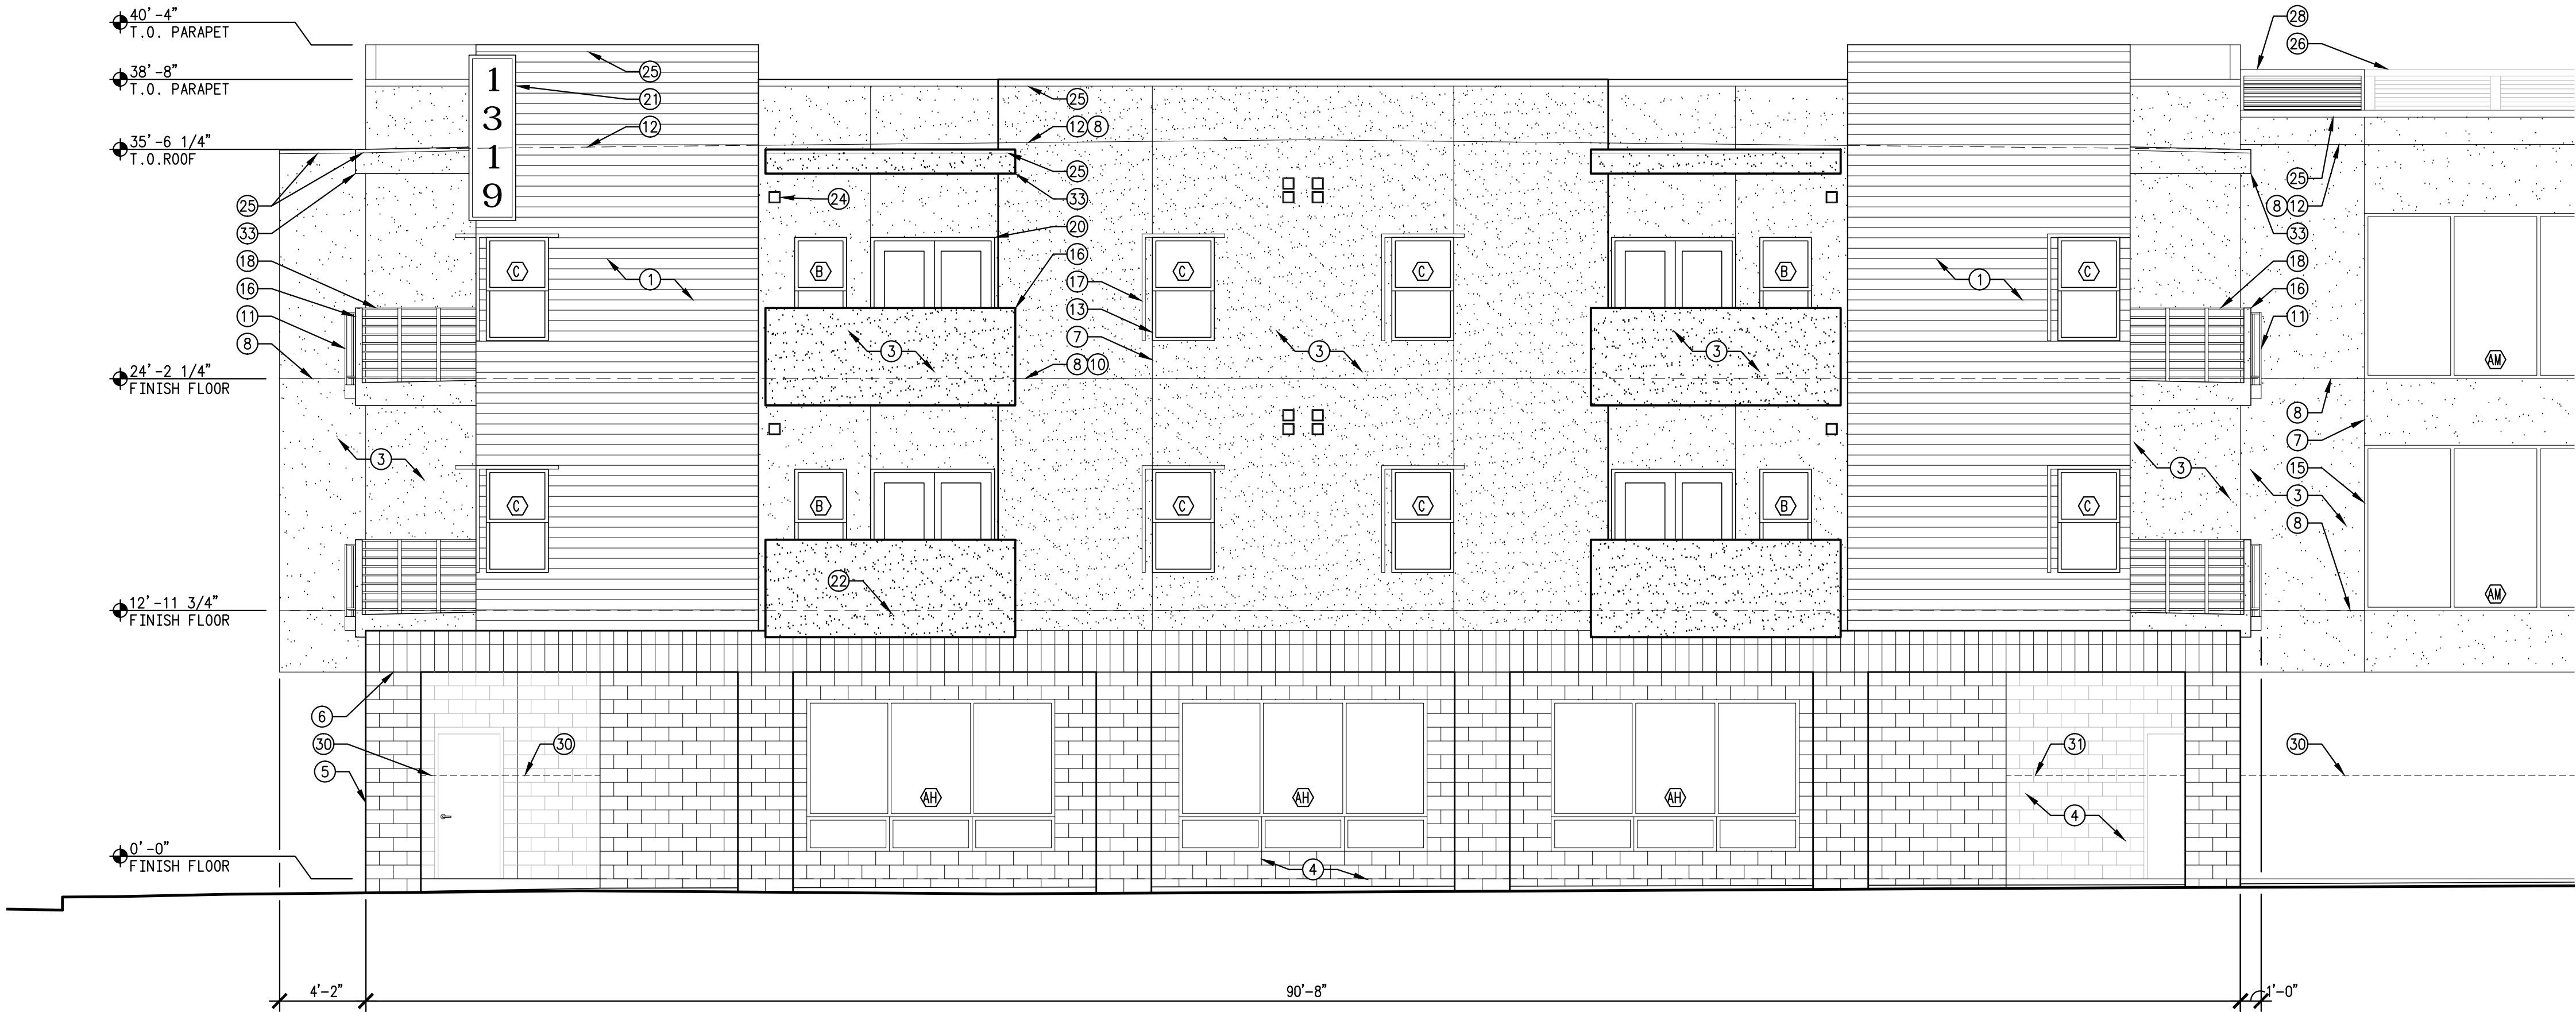 40'-4"
T.O. PARAPET
38'-8"
T.O. PARAPET
35'-6 1/4"
T.O.ROOF
24'-2 1/4"
FINISH FLOOR
12'-11 3/4"
FINISH FLOOR
0'-0"
FINISH FLOOR
25
33
18
16
11
8
3
6
30
5
30
1
3
1
9
25
21
12
1
24
C
B
C
B
3
22
25
12 8
25
33
20
16
17
13
7
8 10
C
C
3
C
C
3
B
B
1
C
C
AH
AH
AH
4
31
4
3
28
26
25
8 12
33
18
16
11
8
7
15
3
8
30
AM
AM
4'-2"
90'-8"
1'-0"